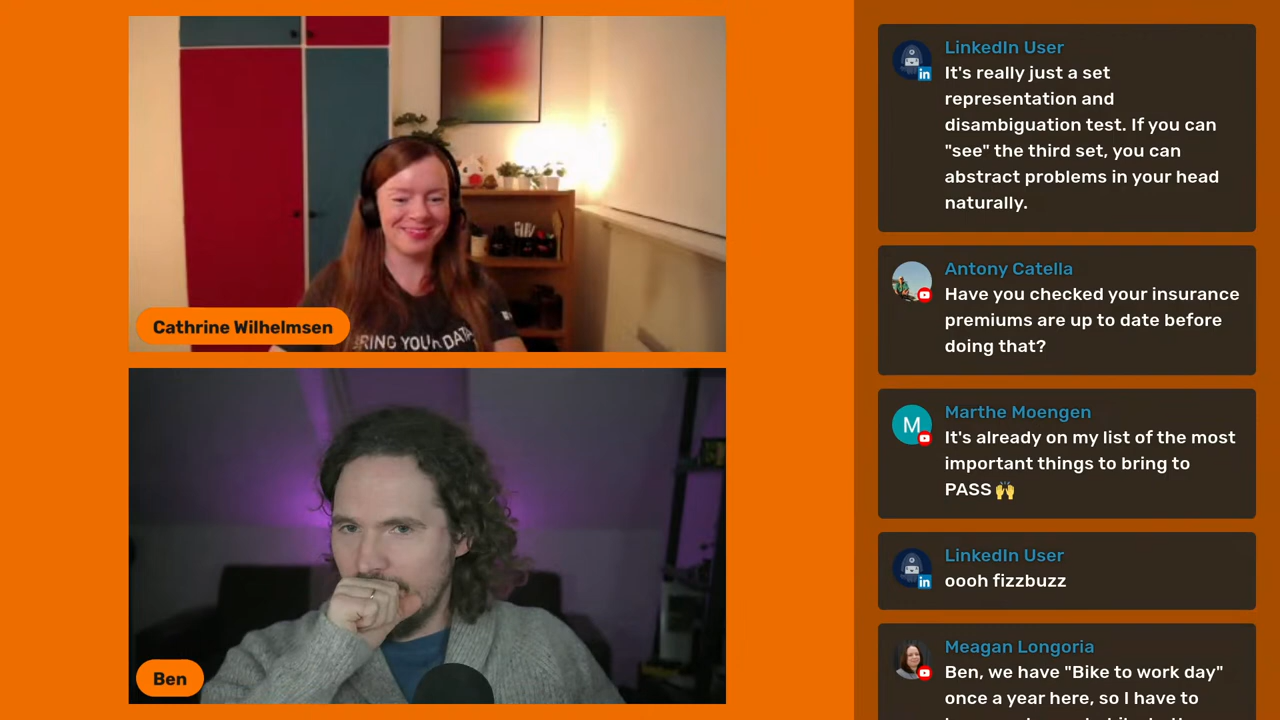 Cathrine Wilhelmsen
RING YOUR DATA
Ben
LinkedIn User
It's really just a set
representation and
disambiguation test. If you can
"see" the third set, you can
abstract problems in your head
naturally.
Antony Catella
Have you checked your insurance
premiums are up to date before
doing that?
Marthe Moengen
M
It's already on my list of the most
important things to bring to
PASS 🙌
LinkedIn User
oooh fizzbuzz
Meagan Longoria
Ben, we have "Bike to work day"
once a year here, so I have to